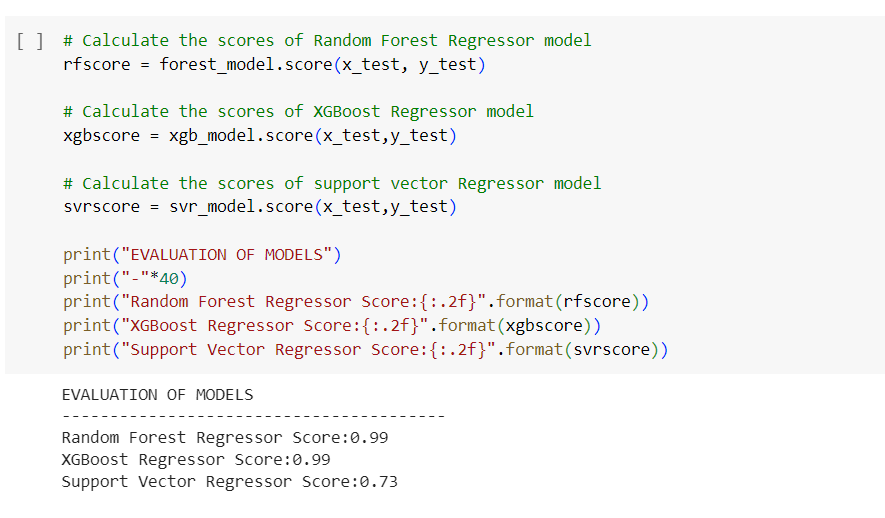 [ ] # Calculate the scores of Random Forest Regressor model
rfscore = forest_model.score(x_test, y_test)
# Calculate the scores of XGBoost Regressor model
xgbscore = xgb_model.score(x_test,y_test)
# Calculate the scores of support vector Regressor model
svrscore = svr_model.score(x_test,y_test)
print("EVALUATION OF MODELS")
print("-"*40)
print("Random Forest Regressor Score:{:.2f}".format(rfscore))
print("XGBoost Regressor Score:{:.2f}".format(xgbscore))
print("Support Vector Regressor Score:{:.2f}".format(svrscore))
EVALUATION OF MODELS
----------------------------------------
Random Forest Regressor Score:0.99
XGBoost Regressor Score:0.99
Support Vector Regressor Score:0.73